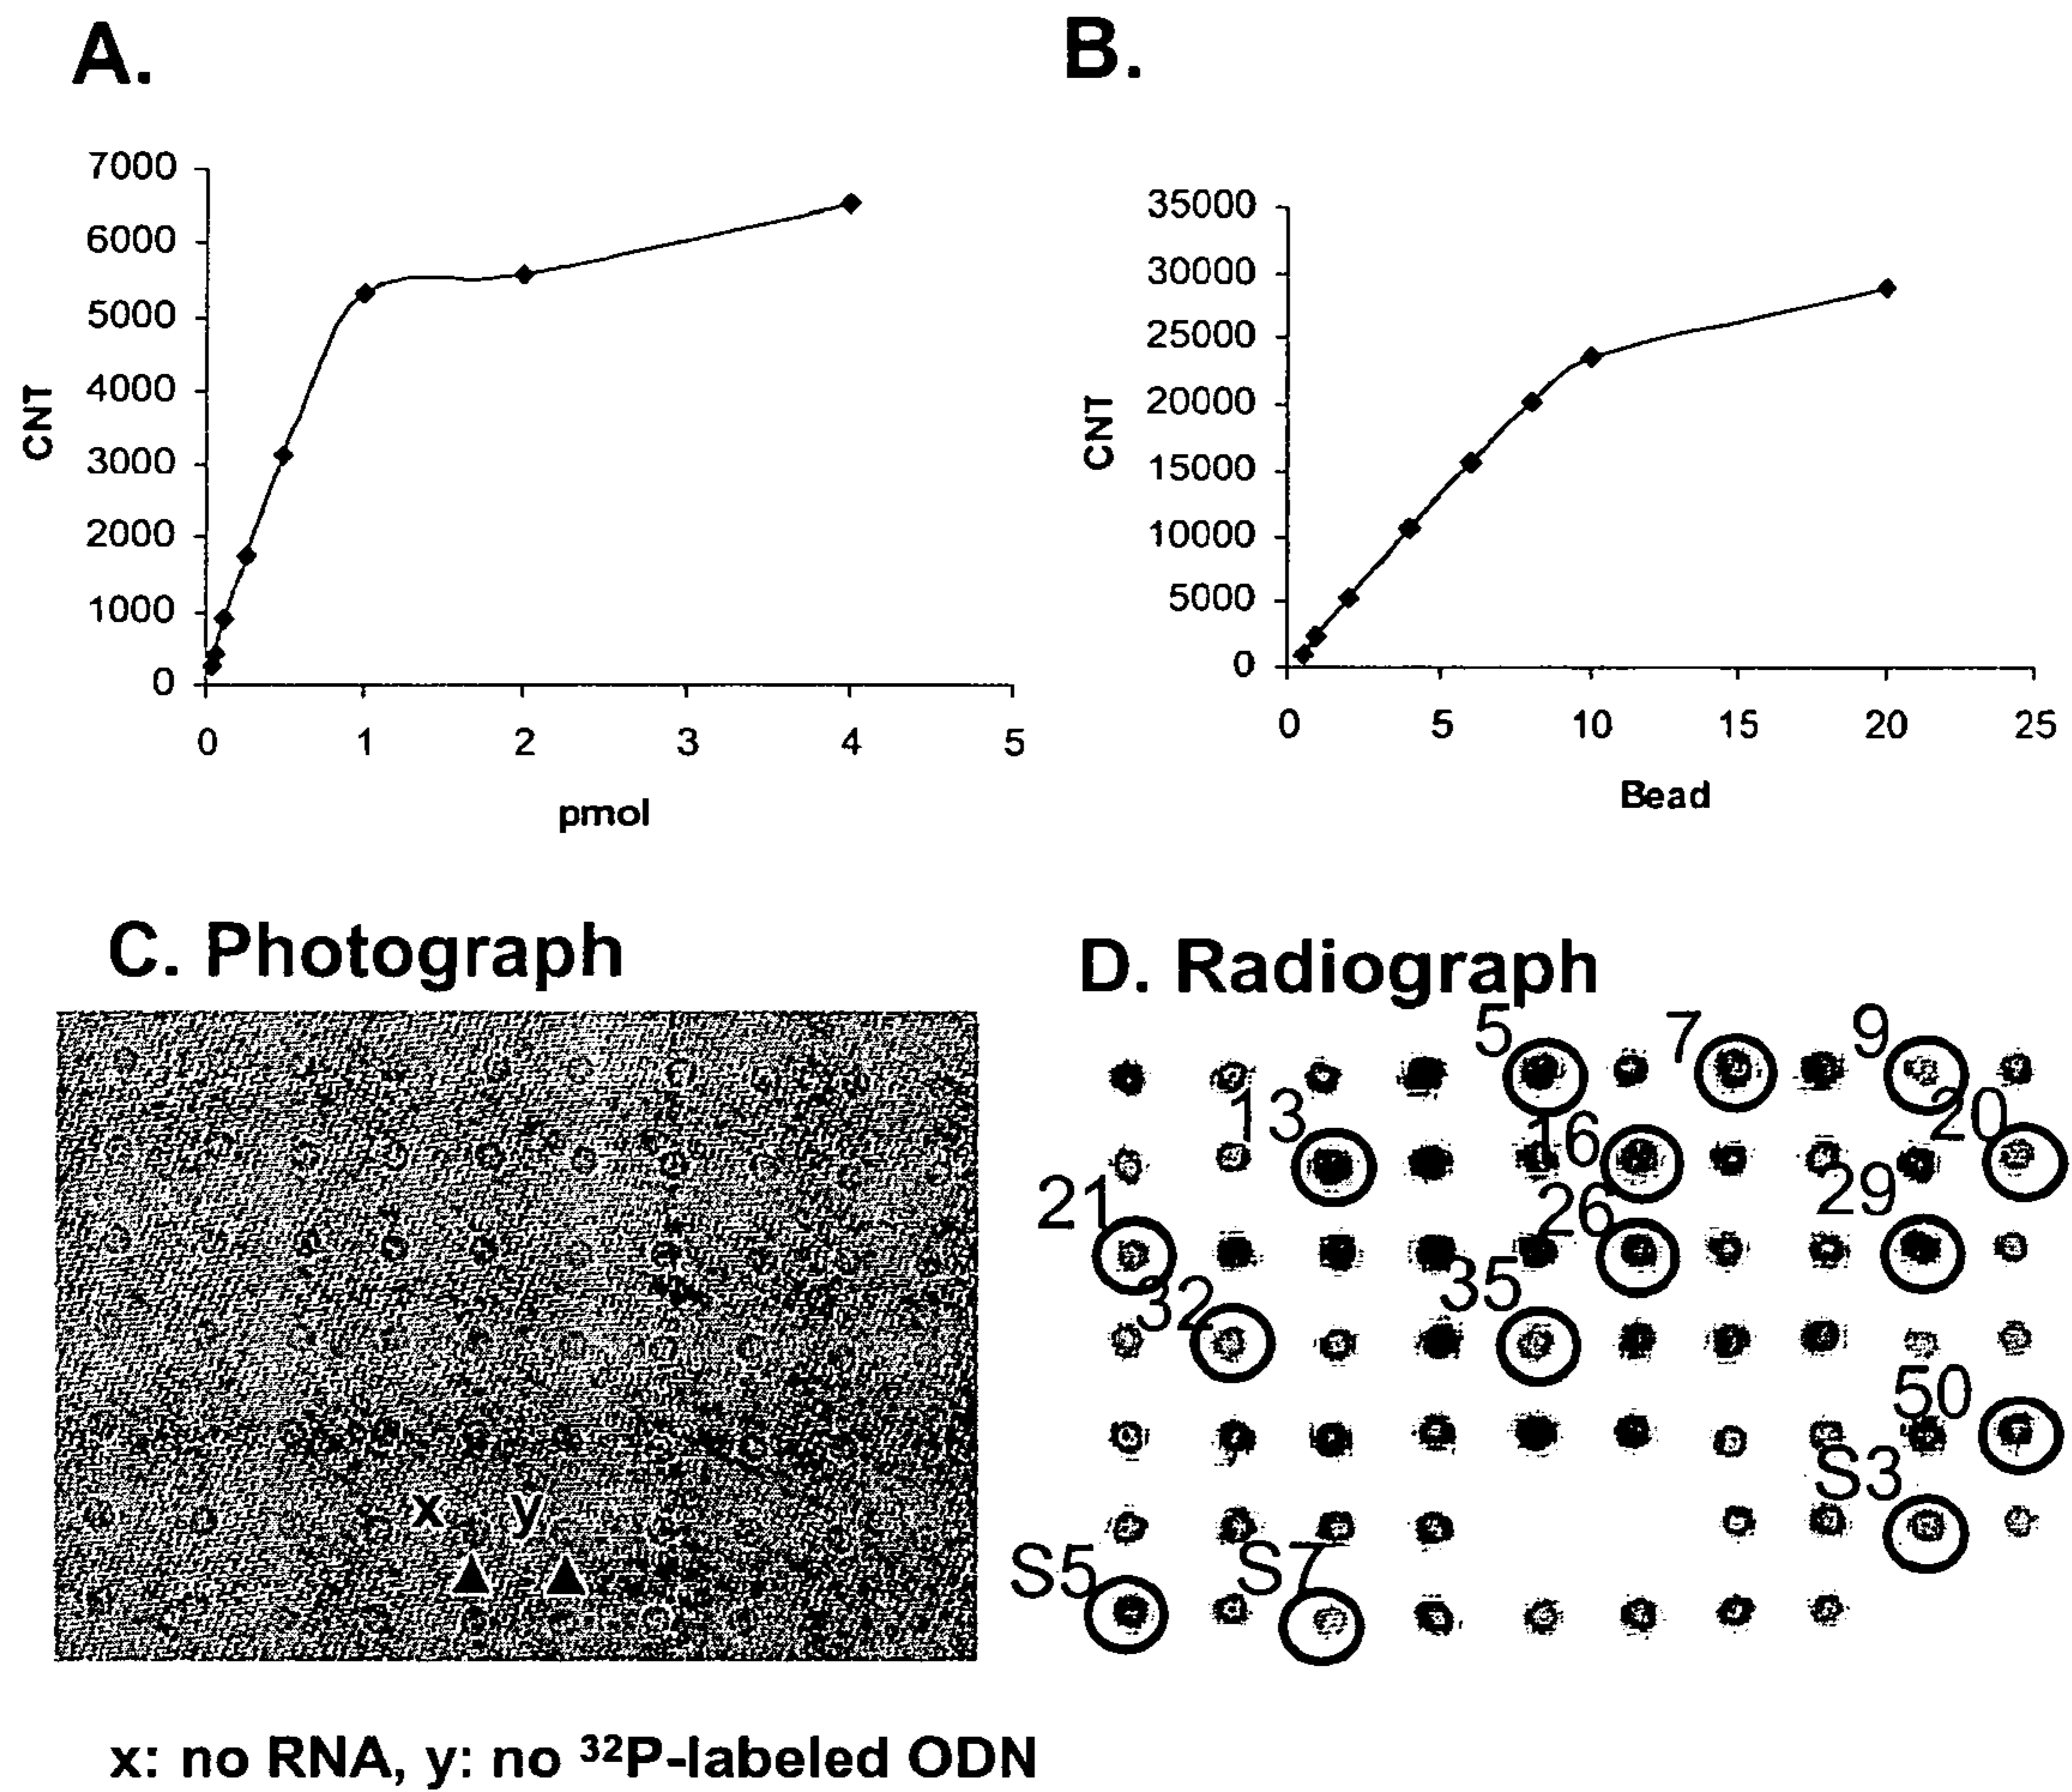 A.
7000
6000
5000
4000
3000
2000
1000
0
CNT
0 1 2 3 4 5
pmol
B.
35000
30000
25000
20000
15000
10000
5000
0
CNT
0 5 10 15 20 25
Bead
C. Photograph
x y
D. Radiograph
5 7 9
13 16 20
21 26 29
32 35
50
S3
S5 S7
x: no RNA, y: no ³²P-labeled ODN